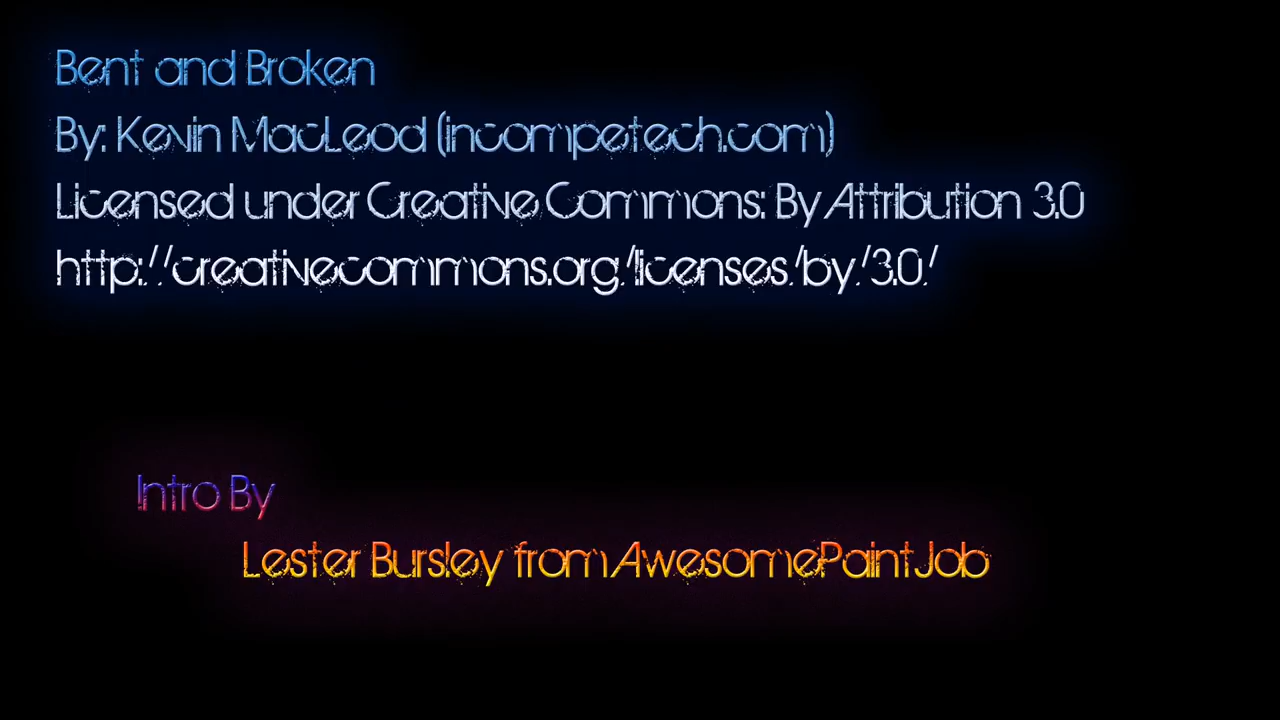 Bent and Broken
By: Kevin MacLeod (incompetech.com)
Licensed under Creative Commons: By Attribution 3.0
http://creativecommons.org/licenses/by/3.0/
Intro By
Lester Bursley from AwesomePaintJob